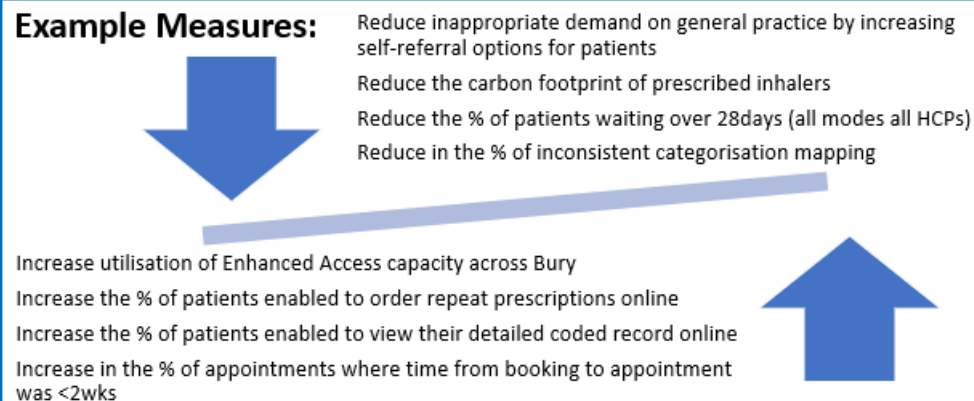 Example Measures:
Reduce inappropriate demand on general practice by increasing
self-referral options for patients
Reduce the carbon footprint of prescribed inhalers
Reduce the % of patients waiting over 28days (all modes all HCPs)
Reduce in the % of inconsistent categorisation mapping
Increase utilisation of Enhanced Access capacity across Bury
Increase the % of patients enabled to order repeat prescriptions online
Increase the % of patients enabled to view their detailed coded record online
Increase in the % of appointments where time from booking to appointment
was <2wks